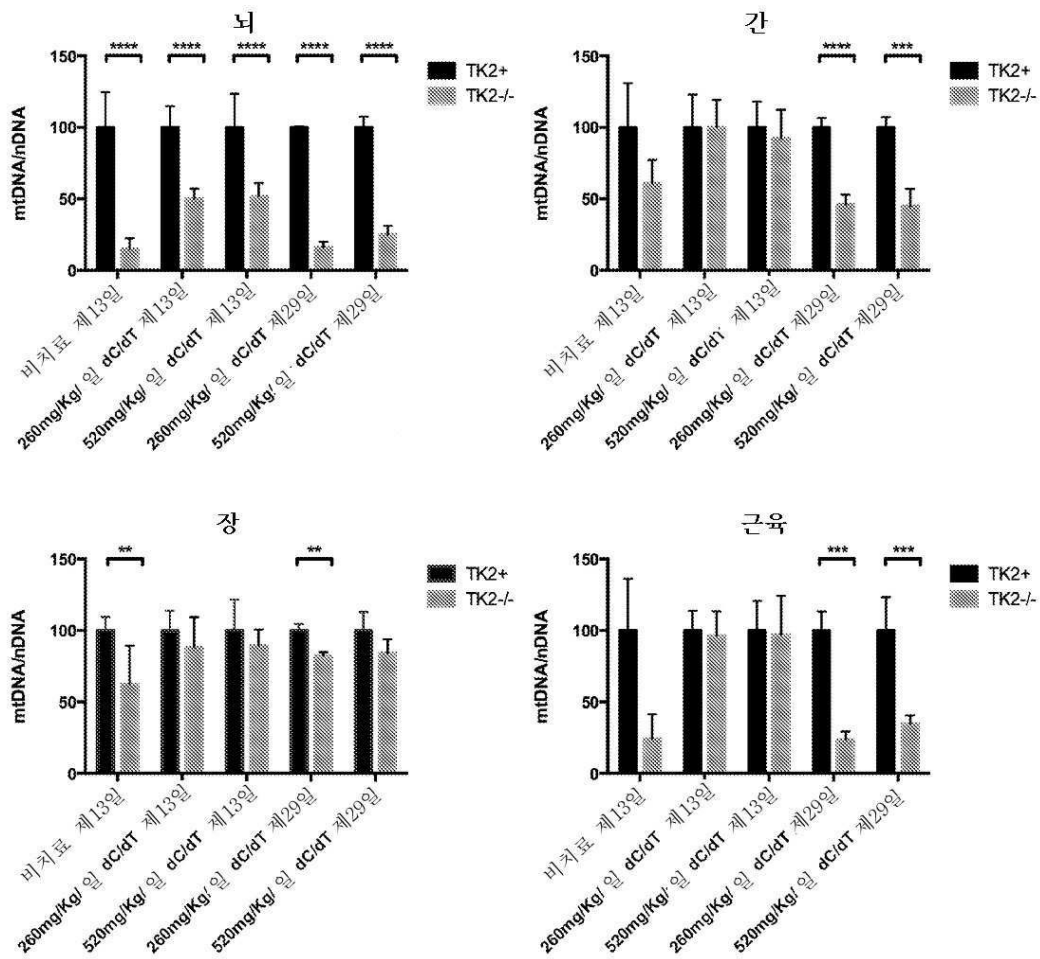 뇌
150
100
50
0
mtDNA/nDNA
**** **** **** **** ****
TK2+
TK2-/-
비치료 제13일
260mg/Kg/ 일 dC/dT 제13일
520mg/Kg/ 일 dC/dT 제13일
260mg/Kg/ 일 dC/dT 제29일
520mg/Kg/ 일 dC/dT 제29일
간
150
100
50
0
mtDNA/nDNA
**** ***
TK2+
TK2-/-
비치료 제13일
260mg/Kg/ 일 dC/dT 제13일
520mg/Kg/ 일 dC/dT 제13일
260mg/Kg/ 일 dC/dT 제29일
520mg/Kg/ 일 dC/dT 제29일
장
150
100
50
0
mtDNA/nDNA
** **
TK2+
TK2-/-
비치료 제13일
260mg/Kg/ 일 dC/dT 제13일
520mg/Kg/ 일 dC/dT 제13일
260mg/Kg/ 일 dC/dT 제29일
520mg/Kg/ 일 dC/dT 제29일
근육
150
100
50
0
mtDNA/nDNA
*** ***
TK2+
TK2-/-
비치료 제13일
260mg/Kg/ 일 dC/dT 제13일
520mg/Kg/ 일 dC/dT 제13일
260mg/Kg/ 일 dC/dT 제29일
520mg/Kg/ 일 dC/dT 제29일